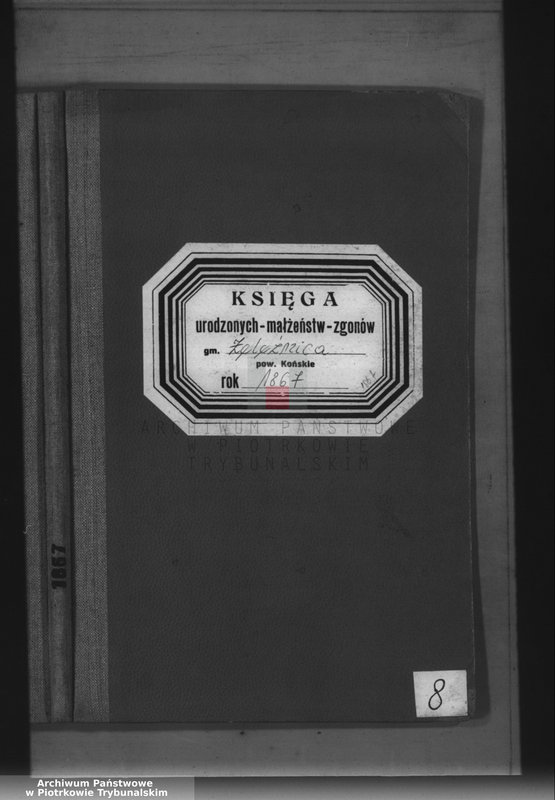 KSIĘGA
urodzonych-małżeństw-zgonów
gm. Żeleźnica
pow. Końskie
rok 1867
ARCHIWUM PAŃSTWOWE
W PIOTRKOWIE
TRYBUNALSKIM
1867
8
Archiwum Państwowe
w Piotrkowie Trybunalskim